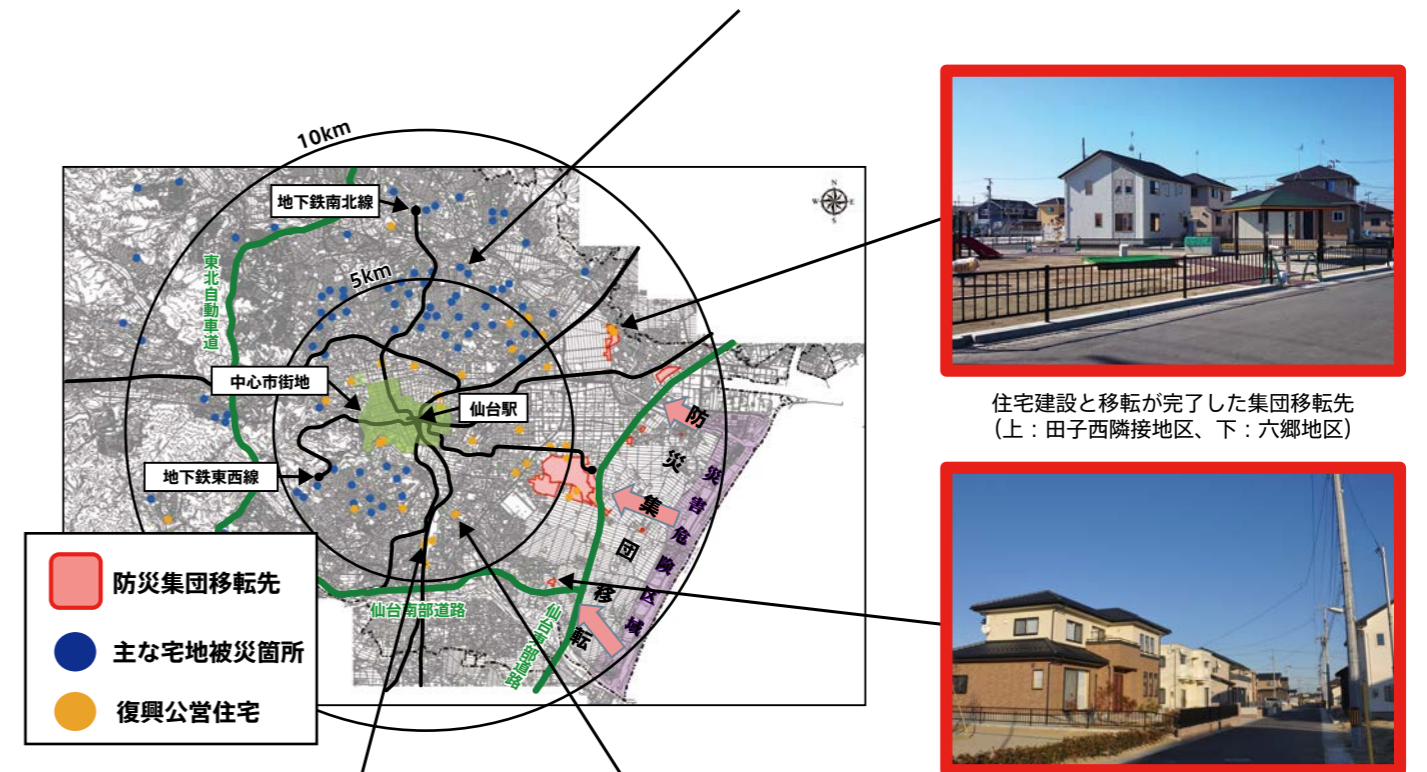 10km
地下鉄南北線
N
W E
S
東北自動車道
5km
中心市街地
仙台駅
地下鉄東西線
防災集団移転
災害危険区域
仙台南部道路
仙台東部道路
防災集団移転先
主な宅地被災箇所
復興公営住宅
住宅建設と移転が完了した集団移転先
(上：田子西隣接地区、下：六郷地区)